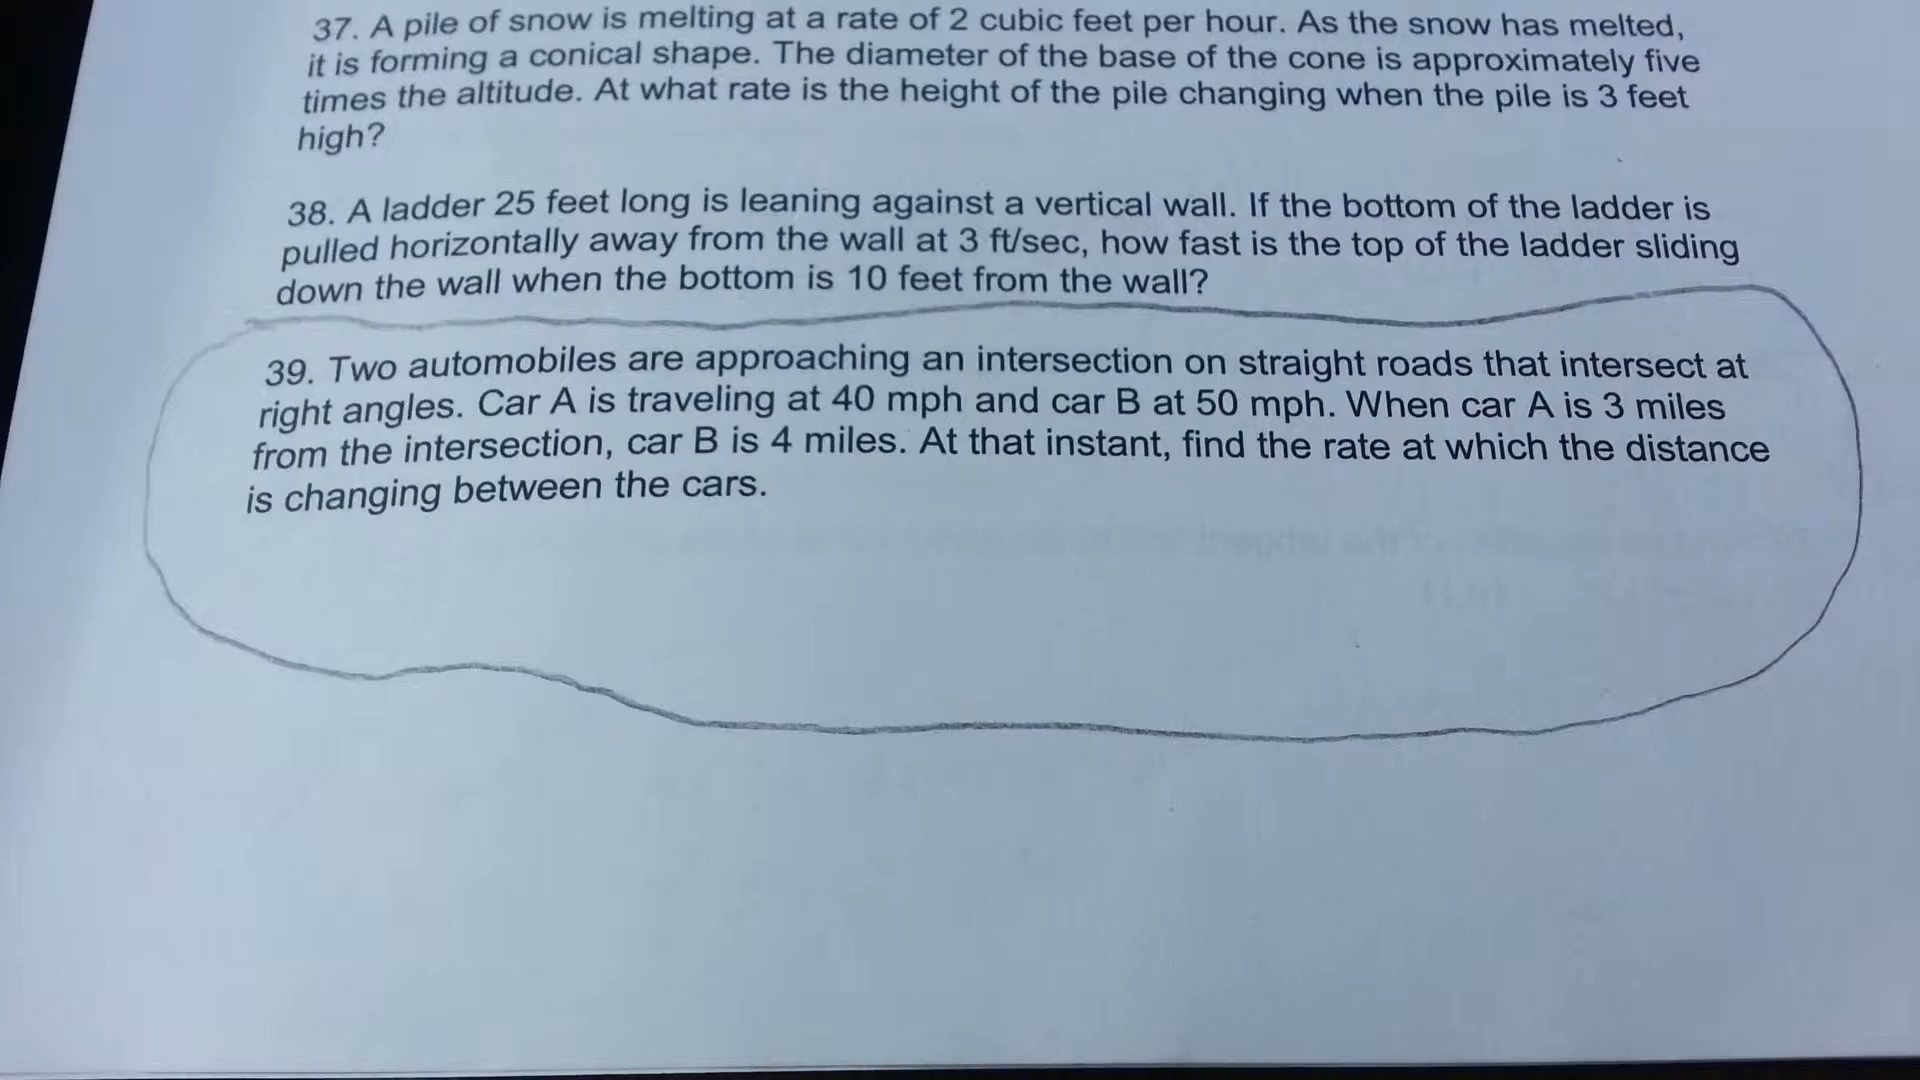 37. A pile of snow is melting at a rate of 2 cubic feet per hour. As the snow has melted,
it is forming a conical shape. The diameter of the base of the cone is approximately five
times the altitude. At what rate is the height of the pile changing when the pile is 3 feet
high?
38. A ladder 25 feet long is leaning against a vertical wall. If the bottom of the ladder is
pulled horizontally away from the wall at 3 ft/sec, how fast is the top of the ladder sliding
down the wall when the bottom is 10 feet from the wall?
39. Two automobiles are approaching an intersection on straight roads that intersect at
right angles. Car A is traveling at 40 mph and car B at 50 mph. When car A is 3 miles
from the intersection, car B is 4 miles. At that instant, find the rate at which the distance
is changing between the cars.